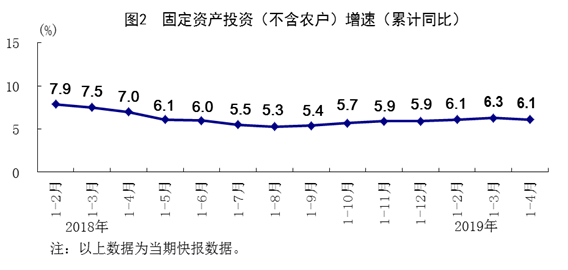 图2 固定资产投资（不含农户）增速（累计同比）
(%)
15
10
5
0
7.9 7.5 7.0 6.1 6.0 5.5 5.3 5.4 5.7 5.9 5.9 6.1 6.3 6.1
1-2月 1-3月 1-4月 1-5月 1-6月 1-7月 1-8月 1-9月 1-10月 1-11月 1-12月 1-2月 1-3月 1-4月
2018年 2019年
注：以上数据为当期快报数据。